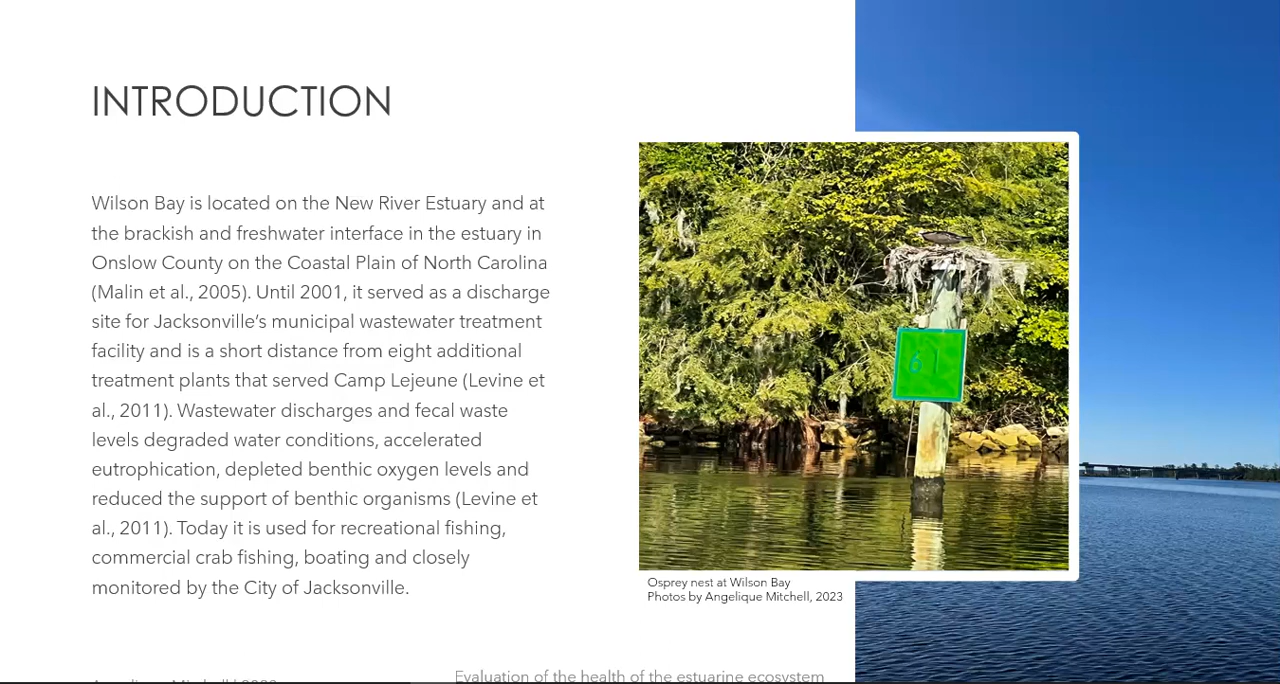 INTRODUCTION
Wilson Bay is located on the New River Estuary and at
the brackish and freshwater interface in the estuary in
Onslow County on the Coastal Plain of North Carolina
(Malin et al., 2005). Until 2001, it served as a discharge
site for Jacksonville’s municipal wastewater treatment
facility and is a short distance from eight additional
treatment plants that served Camp Lejeune (Levine et
al., 2011). Wastewater discharges and fecal waste
levels degraded water conditions, accelerated
eutrophication, depleted benthic oxygen levels and
reduced the support of benthic organisms (Levine et
al., 2011). Today it is used for recreational fishing,
commercial crab fishing, boating and closely
monitored by the City of Jacksonville.
61
Osprey nest at Wilson Bay
Photos by Angelique Mitchell, 2023
Evaluation of the health of the estuarine ecosystem